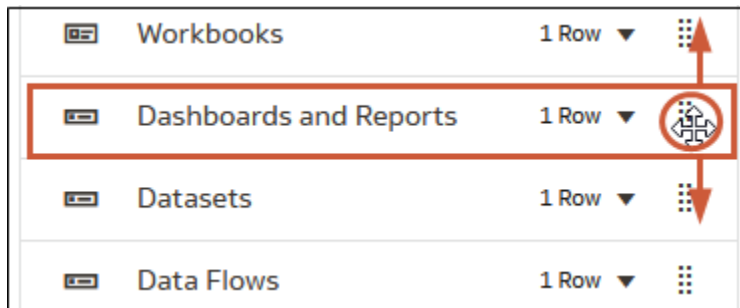 Workbooks 1 Row
Dashboards and Reports 1 Row
Datasets 1 Row
Data Flows 1 Row